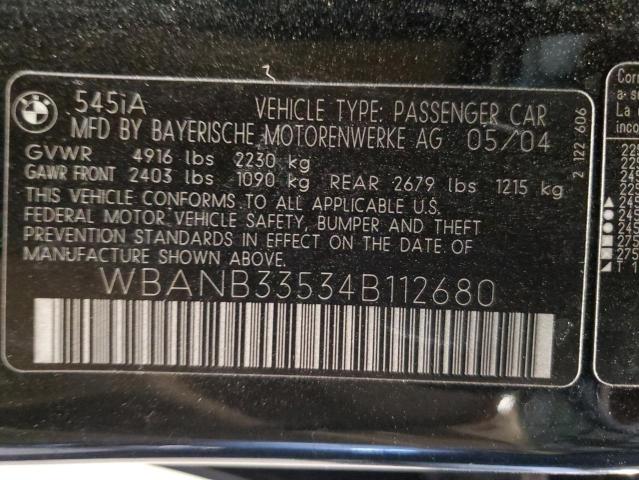 BMW
545iA VEHICLE TYPE: PASSENGER CAR
MFD BY BAYERISCHE MOTORENWERKE AG 05/04
GVWR 4916 lbs 2230 kg
GAWR FRONT 2403 lbs 1090 kg REAR 2679 lbs 1215 kg
THIS VEHICLE CONFORMS TO ALL APPLICABLE U.S.
FEDERAL MOTOR VEHICLE SAFETY, BUMPER AND THEFT
PREVENTION STANDARDS IN EFFECT ON THE DATE OF
MANUFACTURE SHOWN ABOVE.
WBANB33534B112680
2 122 606
La